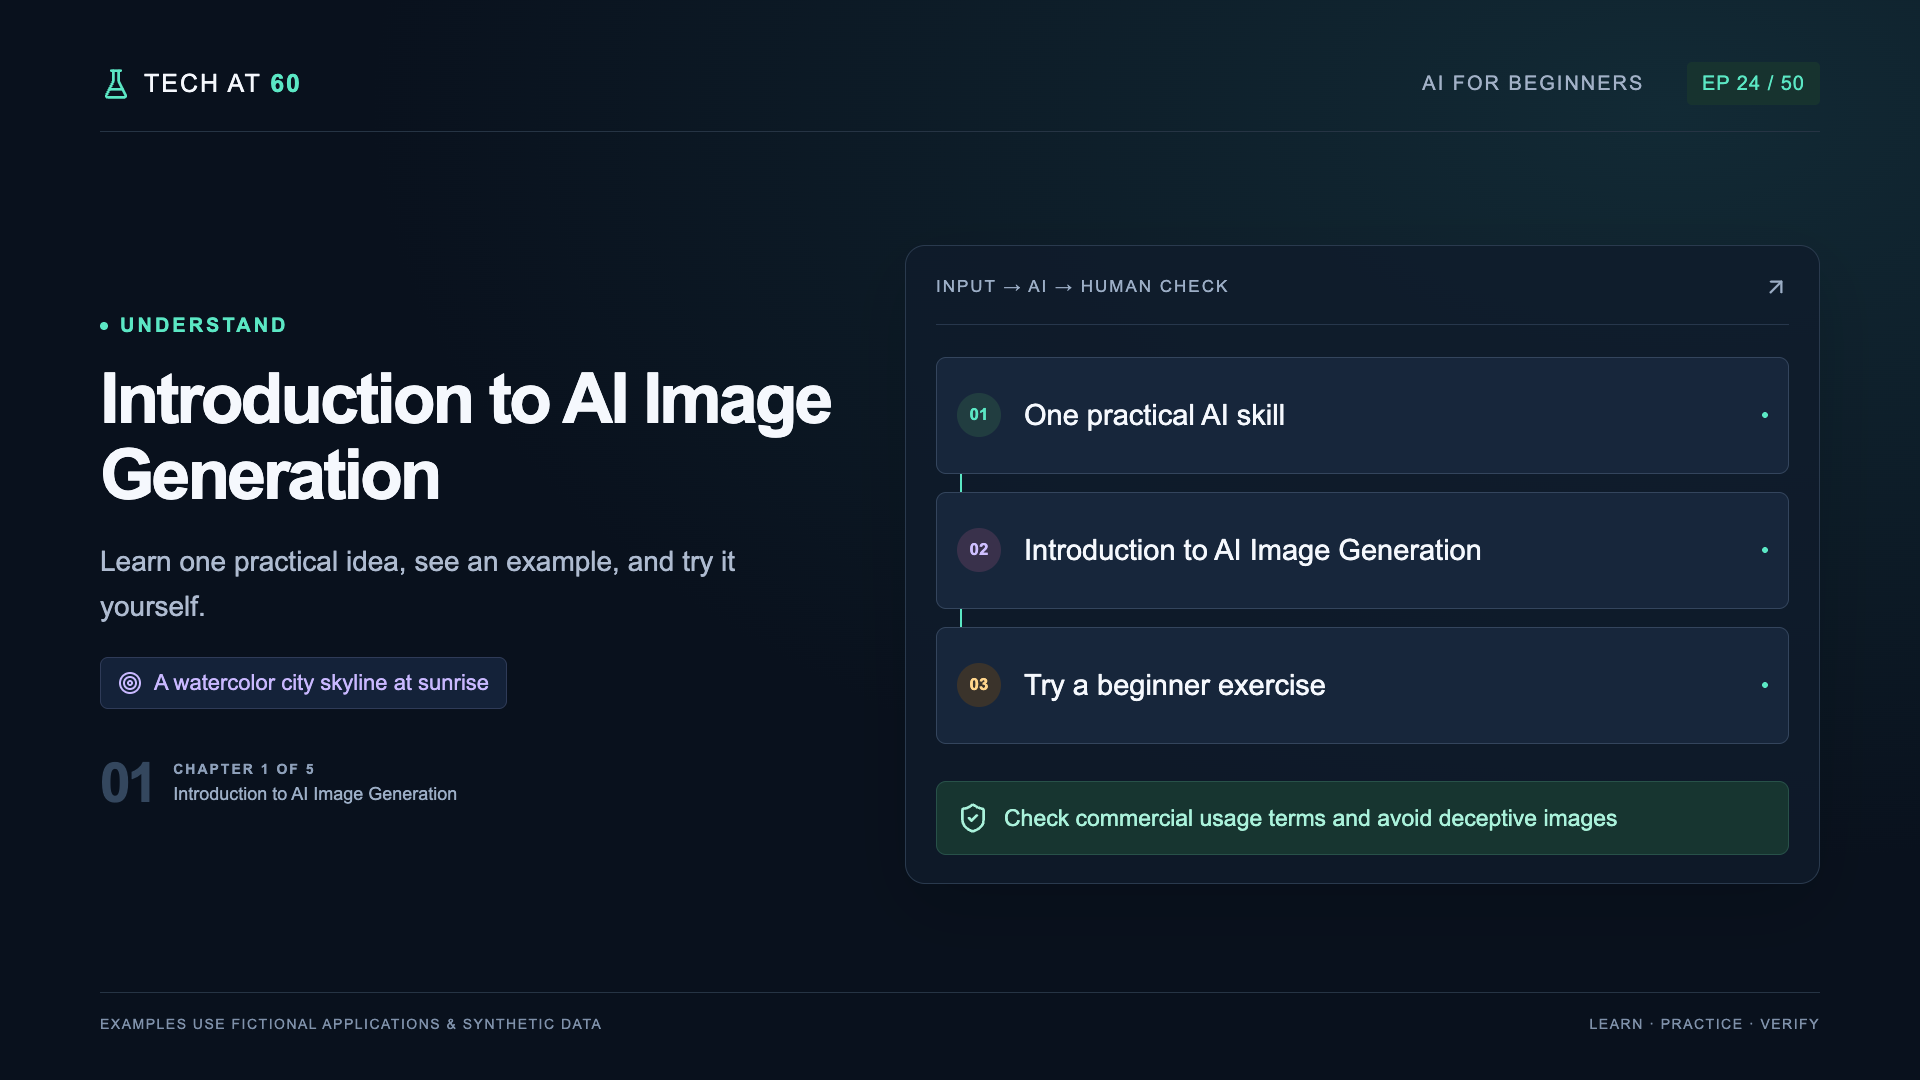 TECH AT 60
AI FOR BEGINNERS
EP 24 / 50
UNDERSTAND
Introduction to AI Image
Generation
Learn one practical idea, see an example, and try it
yourself.
A watercolor city skyline at sunrise
01
CHAPTER 1 OF 5
Introduction to AI Image Generation
INPUT → AI → HUMAN CHECK
01 One practical AI skill
02 Introduction to AI Image Generation
03 Try a beginner exercise
Check commercial usage terms and avoid deceptive images
EXAMPLES USE FICTIONAL APPLICATIONS & SYNTHETIC DATA
LEARN · PRACTICE · VERIFY